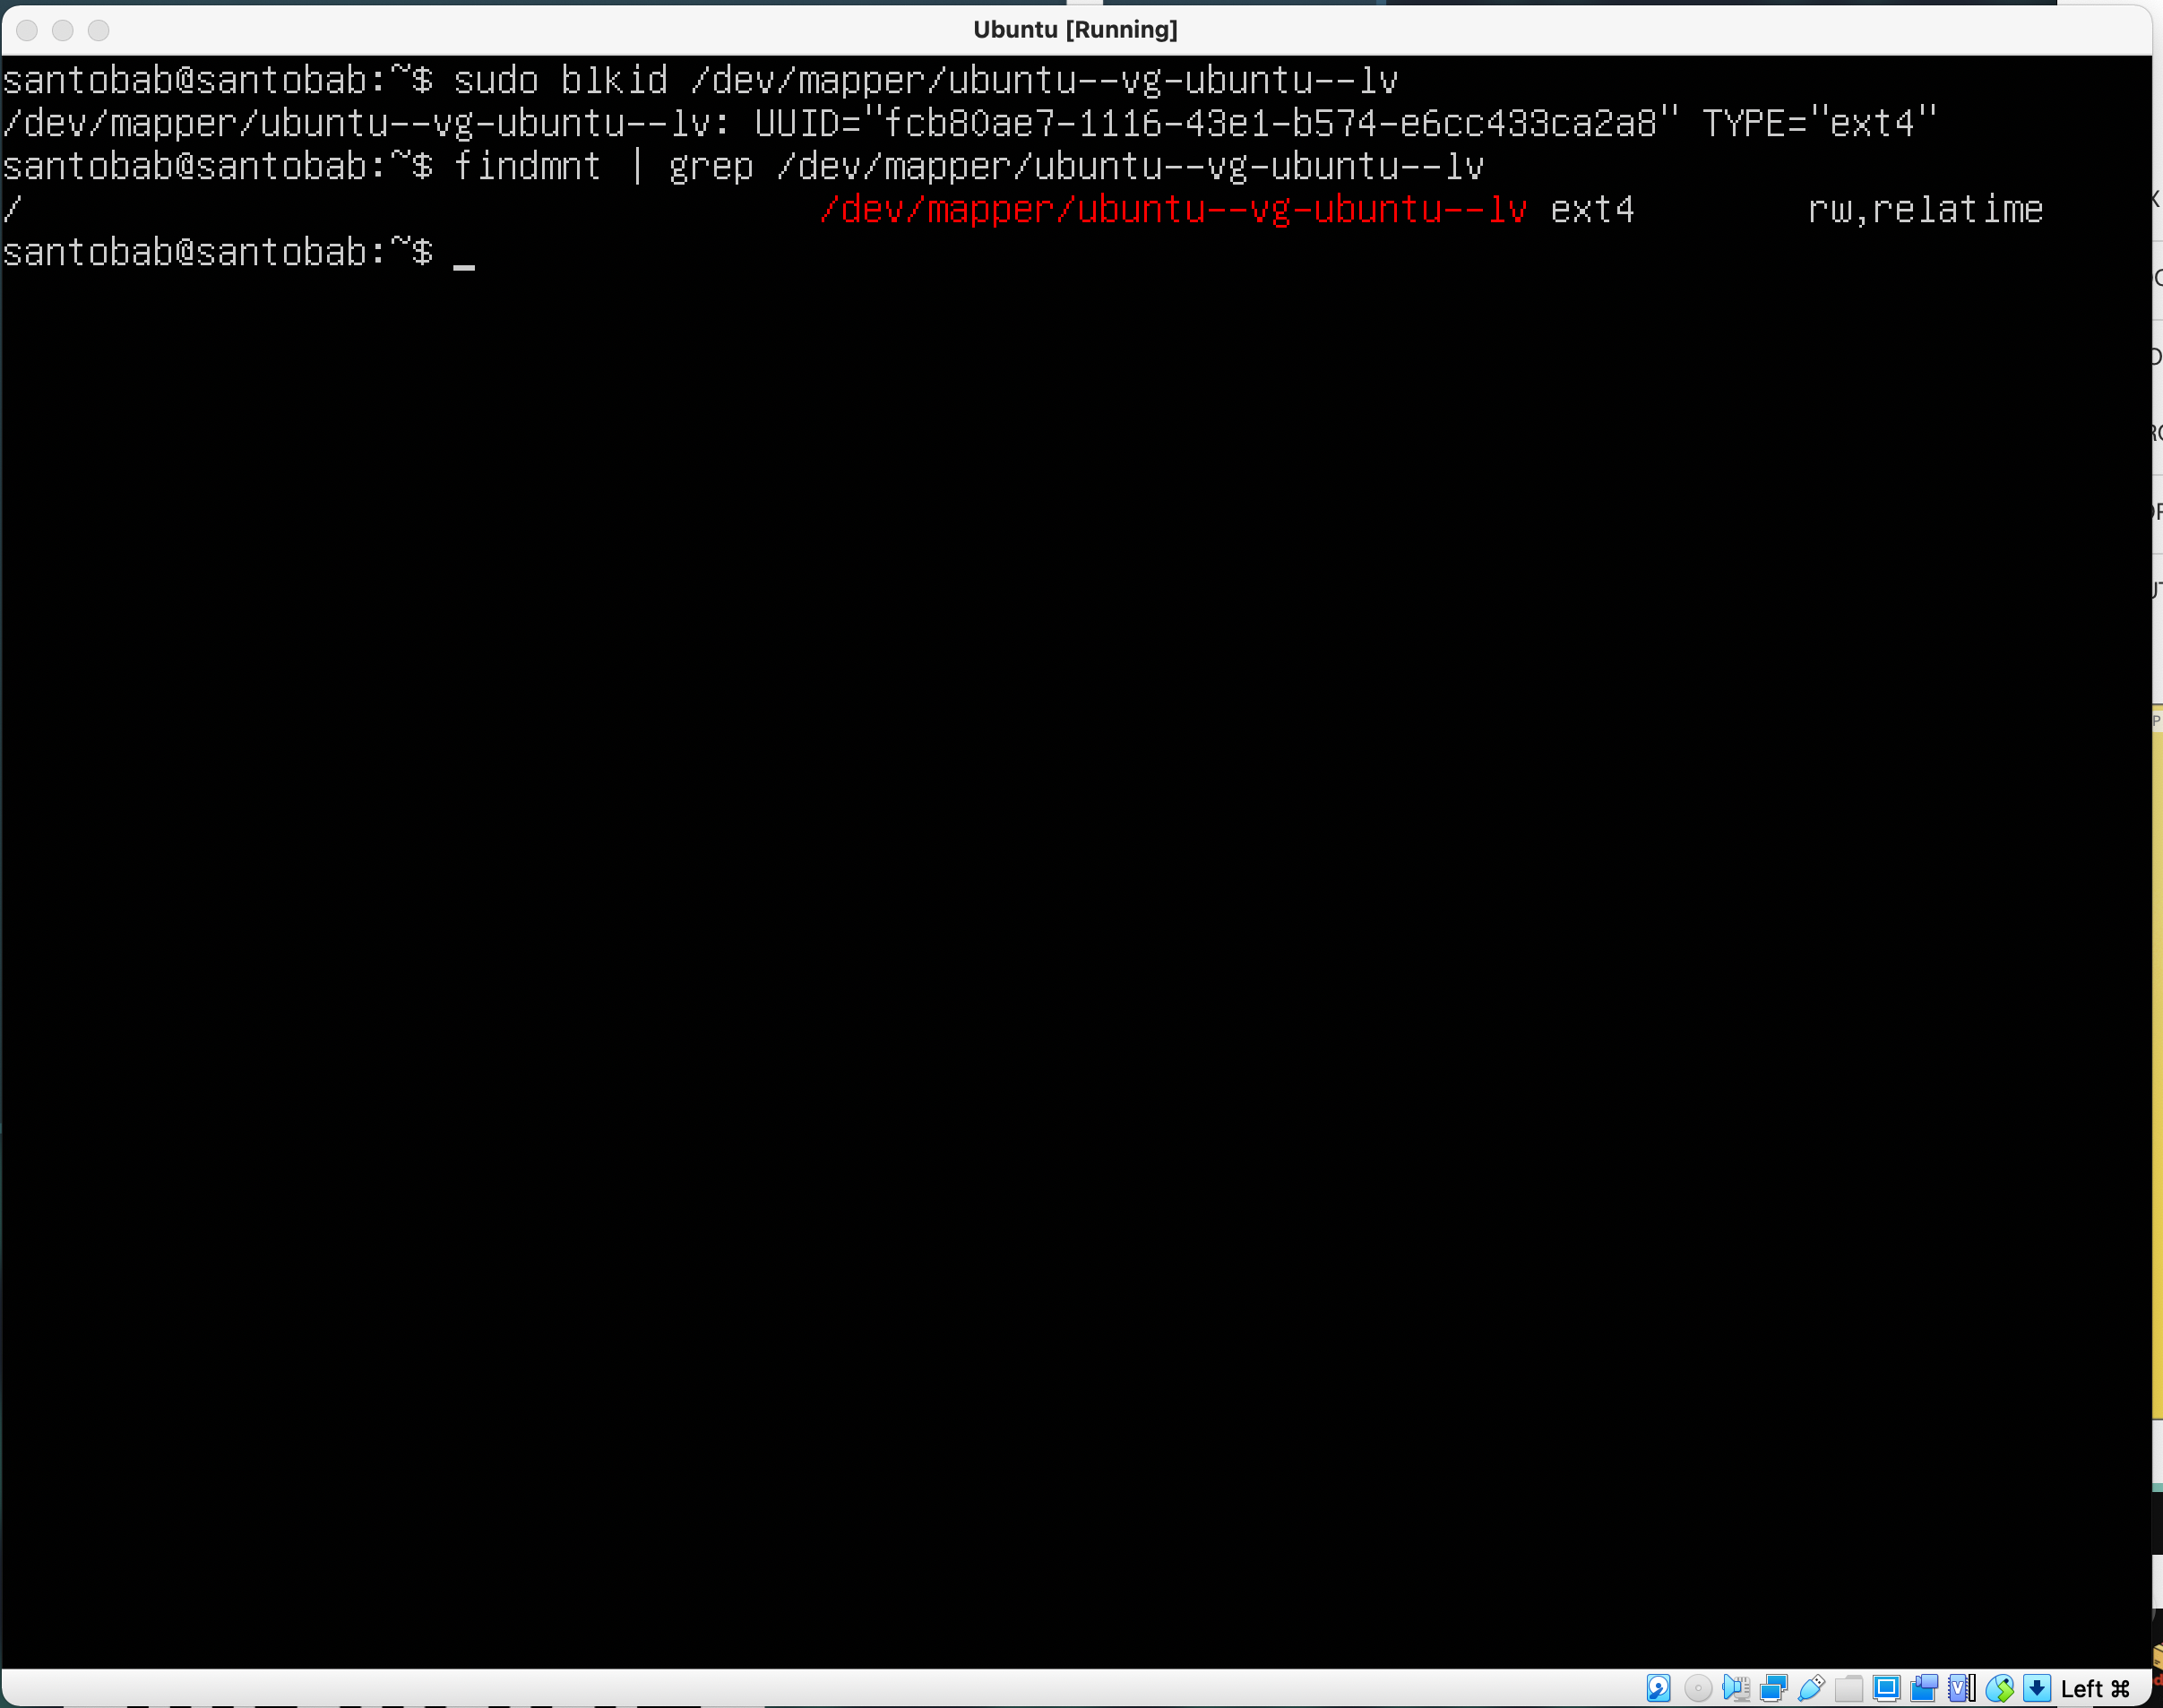 Ubuntu [Running]
santobab@santobab:~$ sudo blkid /dev/mapper/ubuntu--vg-ubuntu--lv
/dev/mapper/ubuntu--vg-ubuntu--lv: UUID="fcb80ae7-1116-43e1-b574-e6cc433ca2a8" TYPE="ext4"
santobab@santobab:~$ findmnt | grep /dev/mapper/ubuntu--vg-ubuntu--lv
/ /dev/mapper/ubuntu--vg-ubuntu--lv ext4 rw,relatime
santobab@santobab:~$ _
Left ⌘